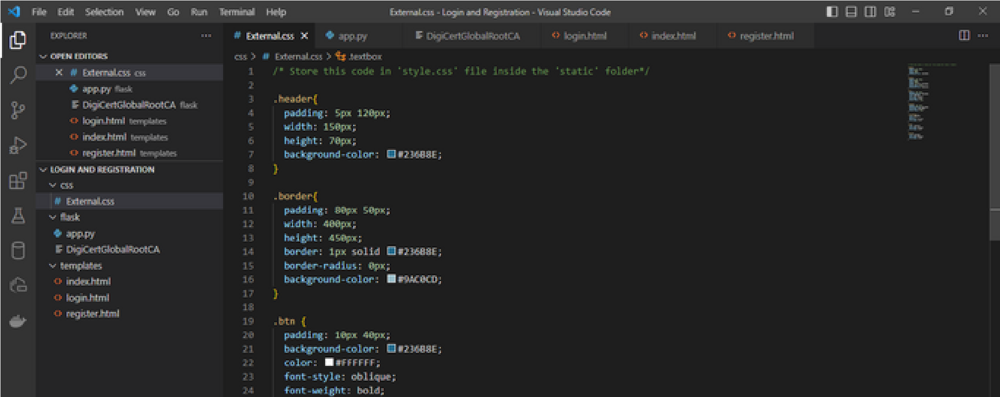 File Edit Selection View Go Run Terminal Help External.css - Login and Registration - Visual Studio Code
EXPLORER ...
OPEN EDITORS
External.css css
app.py flask
DigiCertGlobalRootCA flask
login.html templates
index.html templates
register.html templates
LOGIN AND REGISTRATION
css
External.css
flask
app.py
DigiCertGlobalRootCA
templates
index.html
login.html
register.html
External.css app.py DigiCertGlobalRootCA login.html index.html register.html
css > External.css > .textbox
1 /* Store this code in 'style.css' file inside the 'static' folder*/
2
3 .header{
4 padding: 5px 120px;
5 width: 150px;
6 height: 70px;
7 background-color: #236B8E;
8 }
9
10 .border{
11 padding: 80px 50px;
12 width: 400px;
13 height: 450px;
14 border: 1px solid #236B8E;
15 border-radius: 0px;
16 background-color: #9AC0CD;
17 }
18
19 .btn {
20 padding: 10px 40px;
21 background-color: #236B8E;
22 color: #FFFFFF;
23 font-style: oblique;
24 font-weight: bold;